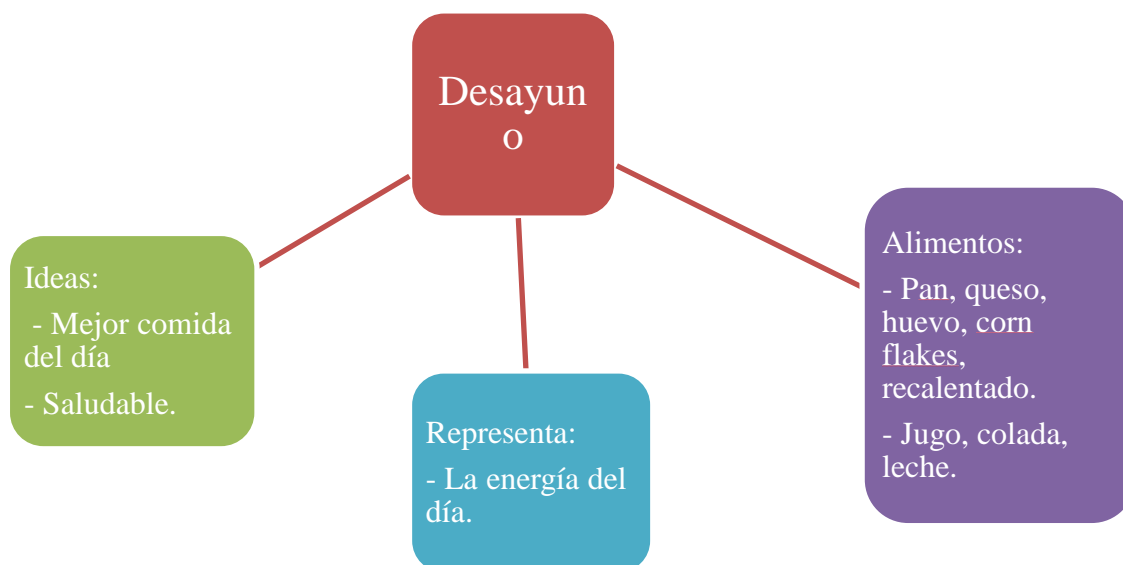 Desayun
o
Ideas:
- Mejor comida
del día
- Saludable.
Representa:
- La energía del
día.
Alimentos:
- Pan, queso,
huevo, corn
flakes,
recalentado.
- Jugo, colada,
leche.